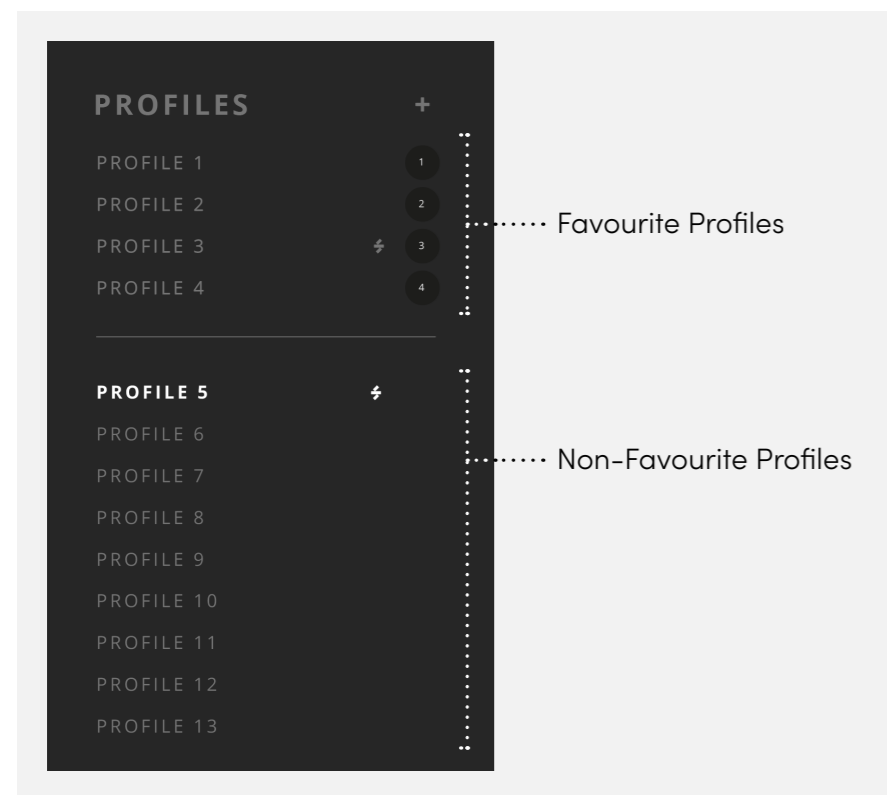 PROFILES +
PROFILE 1 1
PROFILE 2 2
Favourite Profiles
PROFILE 3 3
PROFILE 4 4
PROFILE 5
PROFILE 6
Non-Favourite Profiles
PROFILE 7
PROFILE 8
PROFILE 9
PROFILE 10
PROFILE 11
PROFILE 12
PROFILE 13